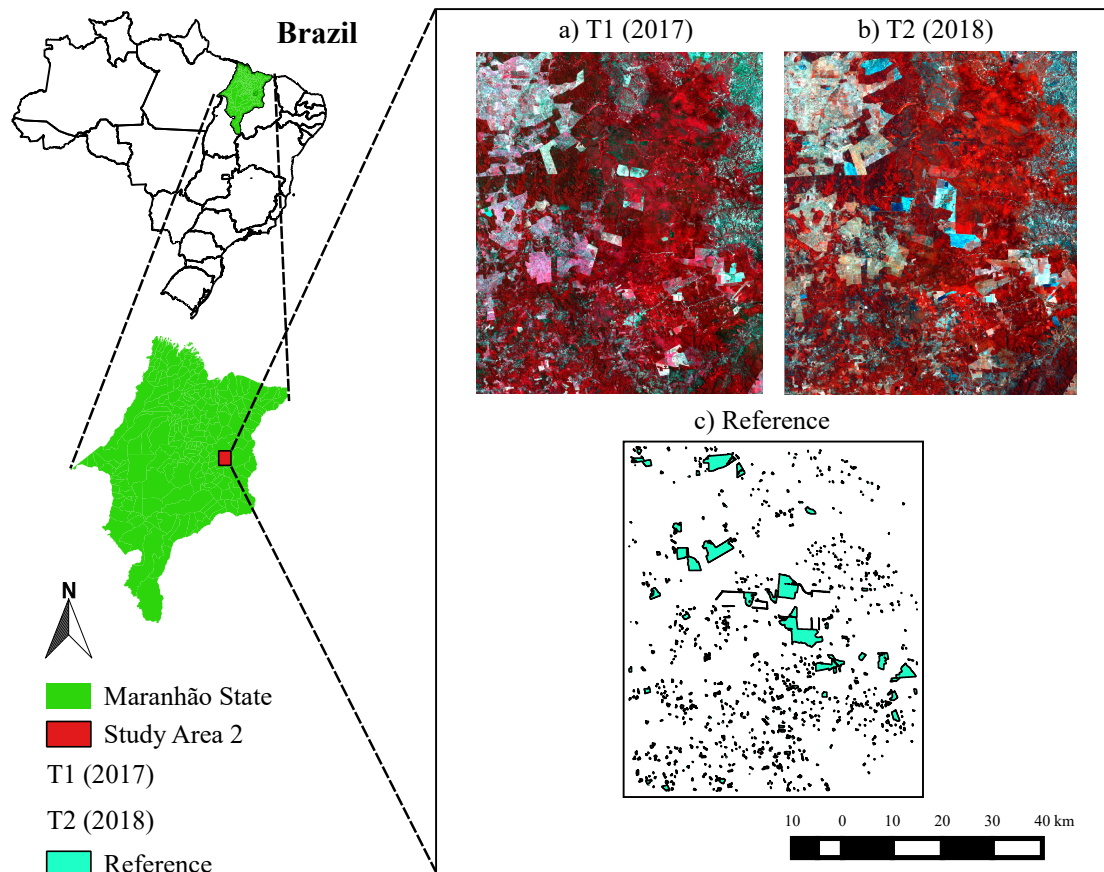 Brazil
a) T1 (2017)
b) T2 (2018)
c) Reference
N
Maranhão State
Study Area 2
T1 (2017)
T2 (2018)
Reference
10 0 10 20 30 40 km